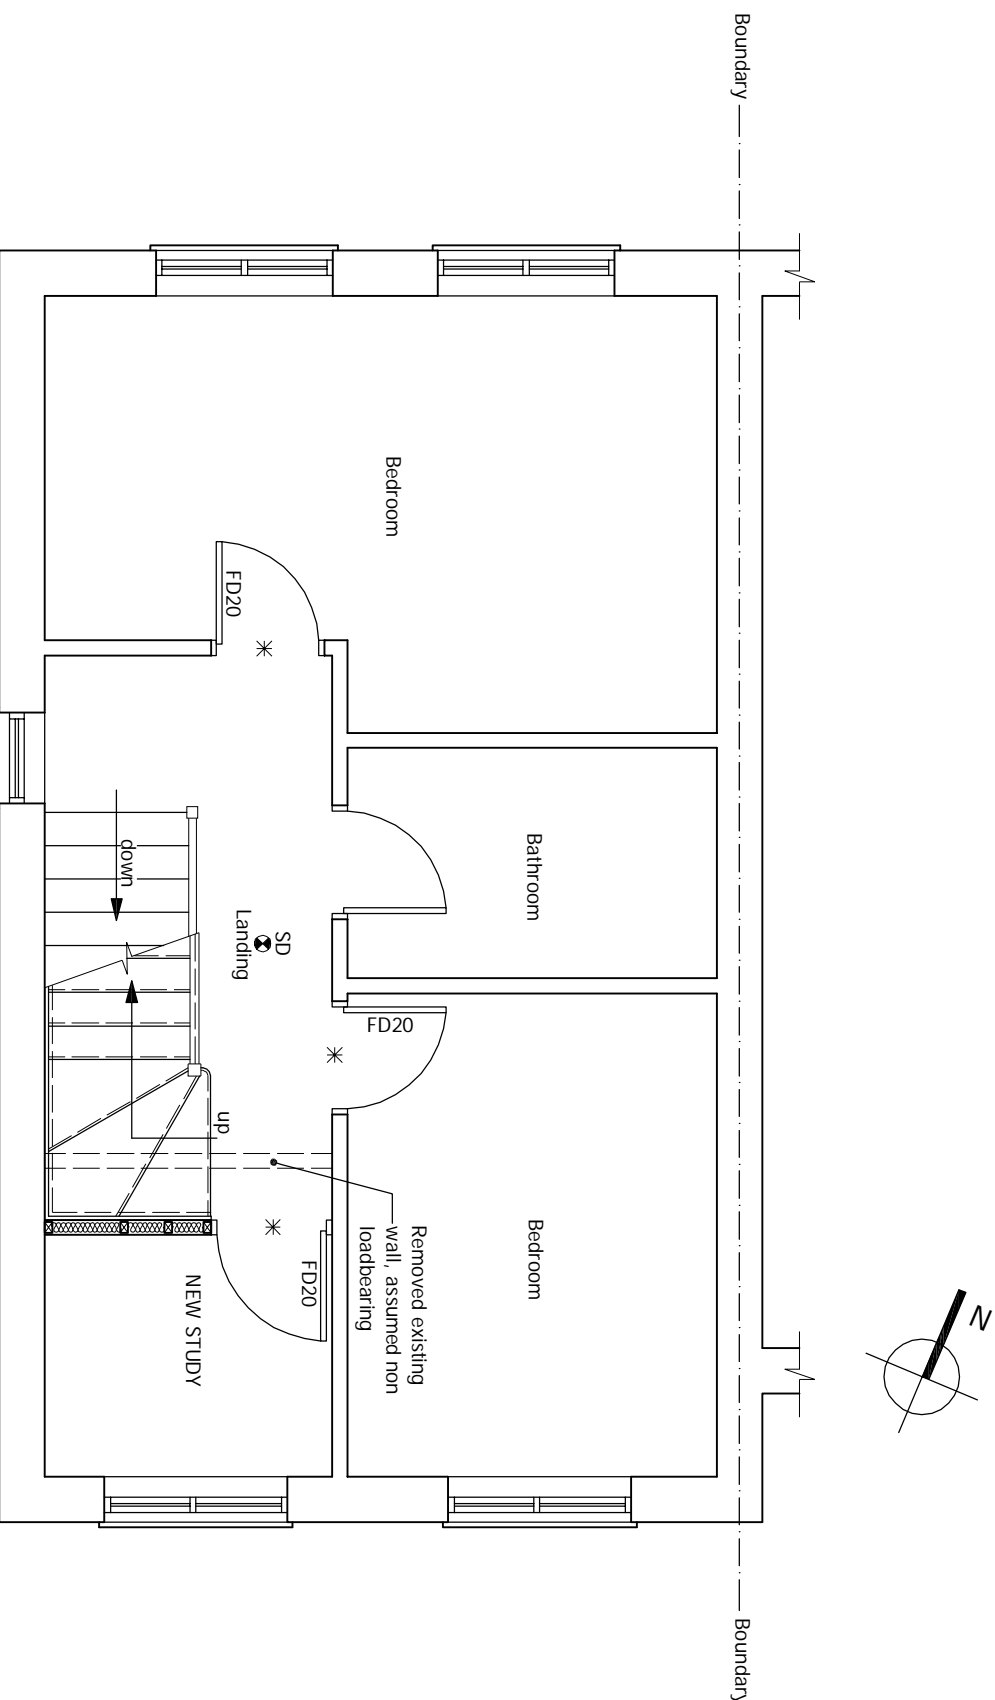 Boundary
Bedroom
FD20
Bathroom
down
SD
Landing
FD20
up
Removed existing
wall, assumed non
loadbearing
Bedroom
FD20
NEW STUDY
N
Boundary